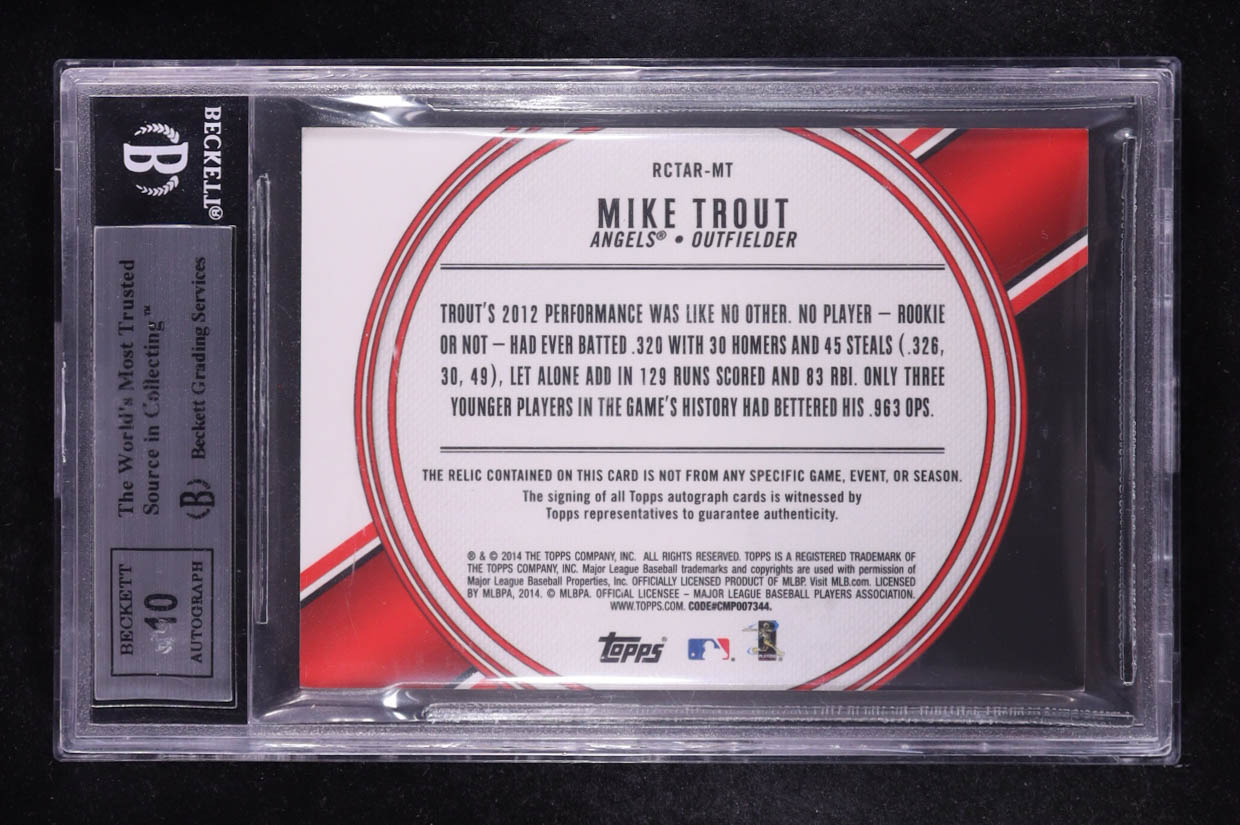 BECKETT®
B
The World's Most Trusted
Source in Collecting™
(B) Beckett Grading Services
BECKETT
10
AUTOGRAPH
RCTAR-MT
MIKE TROUT
ANGELS® • OUTFIELDER
TROUT'S 2012 PERFORMANCE WAS LIKE NO OTHER. NO PLAYER – ROOKIE
OR NOT – HAD EVER BATTED .320 WITH 30 HOMERS AND 45 STEALS (.326,
30, 49), LET ALONE ADD IN 129 RUNS SCORED AND 83 RBI. ONLY THREE
YOUNGER PLAYERS IN THE GAME'S HISTORY HAD BETTERED HIS .963 OPS.
THE RELIC CONTAINED ON THIS CARD IS NOT FROM ANY SPECIFIC GAME, EVENT, OR SEASON.
The signing of all Topps autograph cards is witnessed by
Topps representatives to guarantee authenticity.
® & © 2014 THE TOPPS COMPANY, INC. ALL RIGHTS RESERVED. TOPPS IS A REGISTERED TRADEMARK OF
THE TOPPS COMPANY, INC. Major League Baseball trademarks and copyrights are used with permission of
Major League Baseball Properties, Inc. OFFICIALLY LICENSED PRODUCT OF MLBP. Visit MLB.com. LICENSED
BY MLBPA, 2014. © MLBPA. OFFICIAL LICENSEE – MAJOR LEAGUE BASEBALL PLAYERS ASSOCIATION.
WWW.TOPPS.COM. CODE#CMP007344.
Topps®